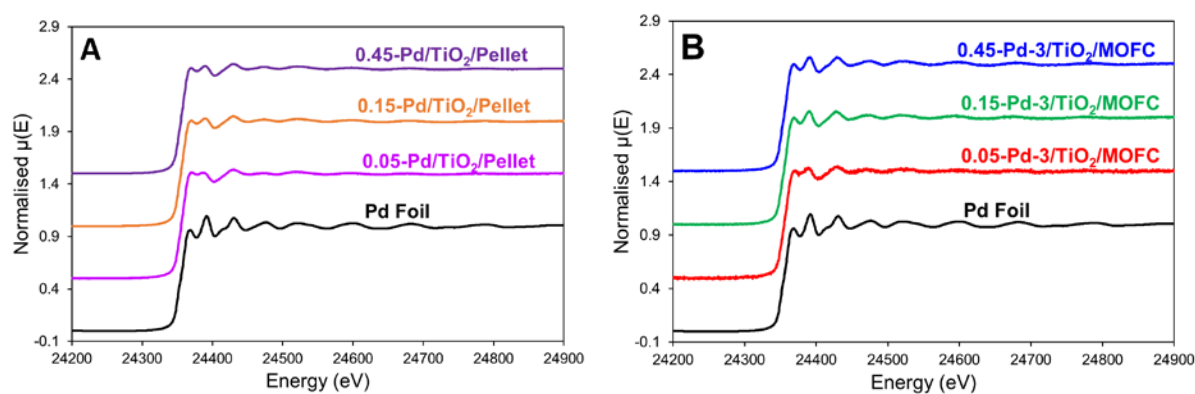 A
2.9
2.4
1.9
1.4
0.9
0.4
-0.1
Normalised μ(E)
0.45-Pd/TiO₂/Pellet
0.15-Pd/TiO₂/Pellet
0.05-Pd/TiO₂/Pellet
Pd Foil
24200 24300 24400 24500 24600 24700 24800 24900
Energy (eV)
B
2.9
2.4
1.9
1.4
0.9
0.4
-0.1
Normalised μ(E)
0.45-Pd-3/TiO₂/MOFC
0.15-Pd-3/TiO₂/MOFC
0.05-Pd-3/TiO₂/MOFC
Pd Foil
24200 24300 24400 24500 24600 24700 24800 24900
Energy (eV)